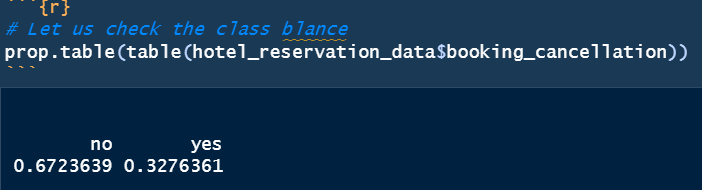 ```{r}
# Let us check the class blance
prop.table(table(hotel_reservation_data$booking_cancellation))
```
       no       yes
0.6723639 0.3276361